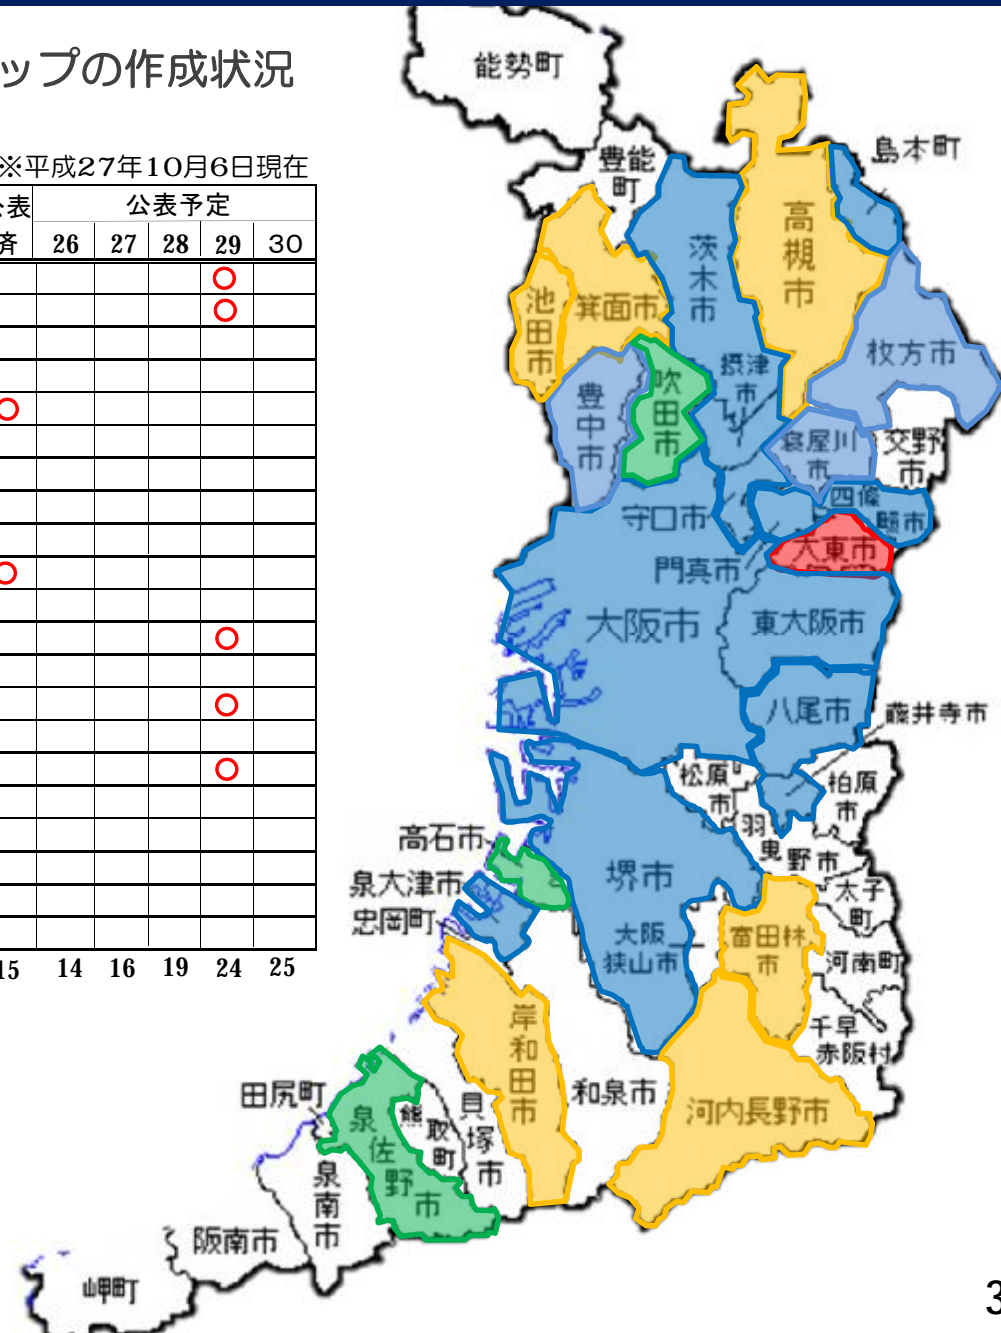 ップの作成状況
※平成27年10月6日現在
公表
済
公表予定
26 27 28 29 30
15 14 16 19 24 25
能勢町
豊能
町
島本町
高
槻
市
茨
木
市
池
田
市
箕面市
枚方市
摂津
市
吹
田
市
豊
中
市
寝屋川
市
交野
市
四條
畷市
守口市
大東市
門真市
大阪市
東大阪市
八尾市
藤井寺市
松原
市
柏原
市
羽
曳
野市
高石市
堺市
太子
町
泉大津市
忠岡町
大阪
狭山市
富田林
市
河南町
千早
赤阪村
岸
和
田
市
和泉市
河内長野市
田尻町
泉
佐
野
市
熊
取
町
貝
塚
市
泉
南
市
阪南市
岬町
3